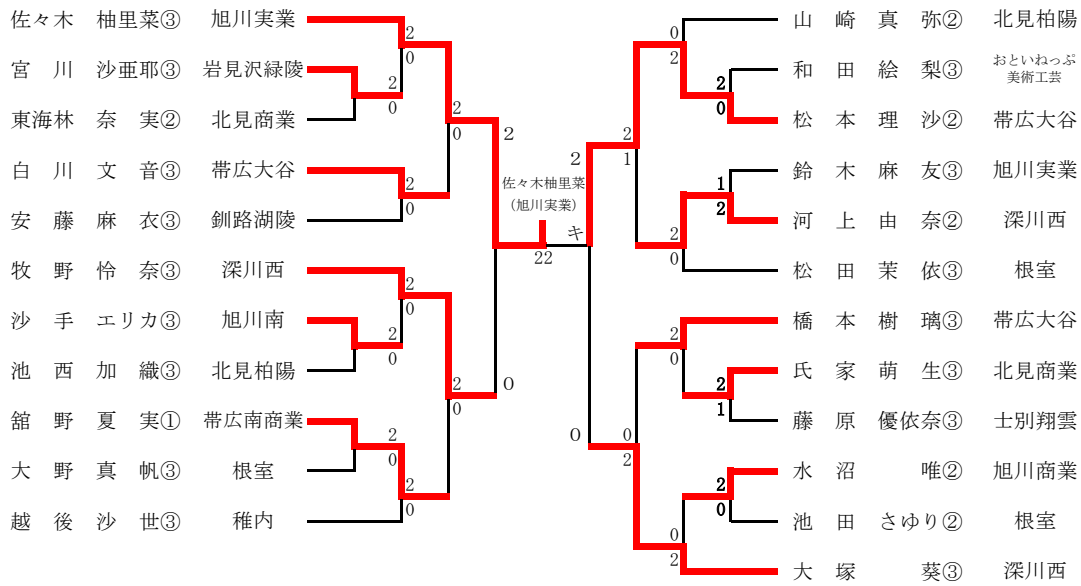 佐々木 柚里菜③ 旭川実業
宮 川 沙亜耶③ 岩見沢緑陵
東海林 奈 実② 北見商業
白 川 文 音③ 帯広大谷
安 藤 麻 衣③ 釧路湖陵
牧 野 怜 奈③ 深川西
沙 手 エリカ③ 旭川南
池 西 加 織③ 北見柏陽
舘 野 夏 実① 帯広南商業
大 野 真 帆③ 根室
越 後 沙 世③ 稚内
2
0
2
0
2
0
2
0
2
0
2
0
2
0
2
0
2
0
2
0
佐々木柚里菜
(旭川実業)
22
キ
2
0
2
1
0
2
0
2
2
0
1
2
2
0
2
0
2
1
2
0
0
2
山 崎 真 弥② 北見柏陽
和 田 絵 梨③ おといねっぷ
美術工芸
松 本 理 沙② 帯広大谷
鈴 木 麻 友③ 旭川実業
河 上 由 奈② 深川西
松 田 茉 依③ 根室
橋 本 樹 璃③ 帯広大谷
氏 家 萌 生③ 北見商業
藤 原 優依奈③ 士別翔雲
水 沼 唯② 旭川商業
池 田 さゆり② 根室
大 塚 葵③ 深川西